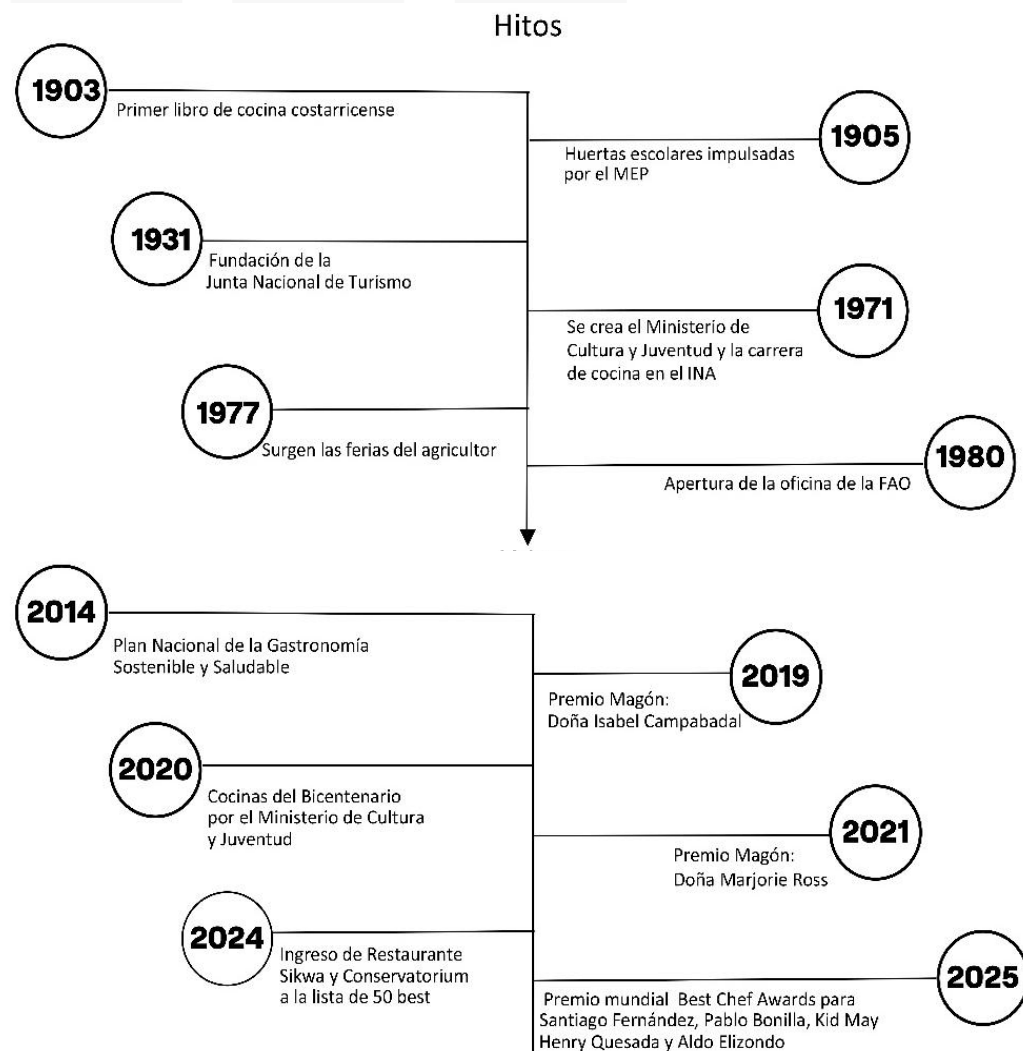 Hitos
1903
Primer libro de cocina costarricense
1905
Huertas escolares impulsadas
por el MEP
1931
Fundación de la
Junta Nacional de Turismo
1971
Se crea el Ministerio de
Cultura y Juventud y la carrera
de cocina en el INA
1977
Surgen las ferias del agricultor
1980
Apertura de la oficina de la FAO
2014
Plan Nacional de la Gastronomía
Sostenible y Saludable
2019
Premio Magón:
Doña Isabel Campabadal
2020
Cocinas del Bicentenario
por el Ministerio de Cultura
y Juventud
2021
Premio Magón:
Doña Marjorie Ross
2024
Ingreso de Restaurante
Sikwa y Conservatorium
a la lista de 50 best
2025
Premio mundial Best Chef Awards para
Santiago Fernández, Pablo Bonilla, Kid May
Henry Quesada y Aldo Elizondo